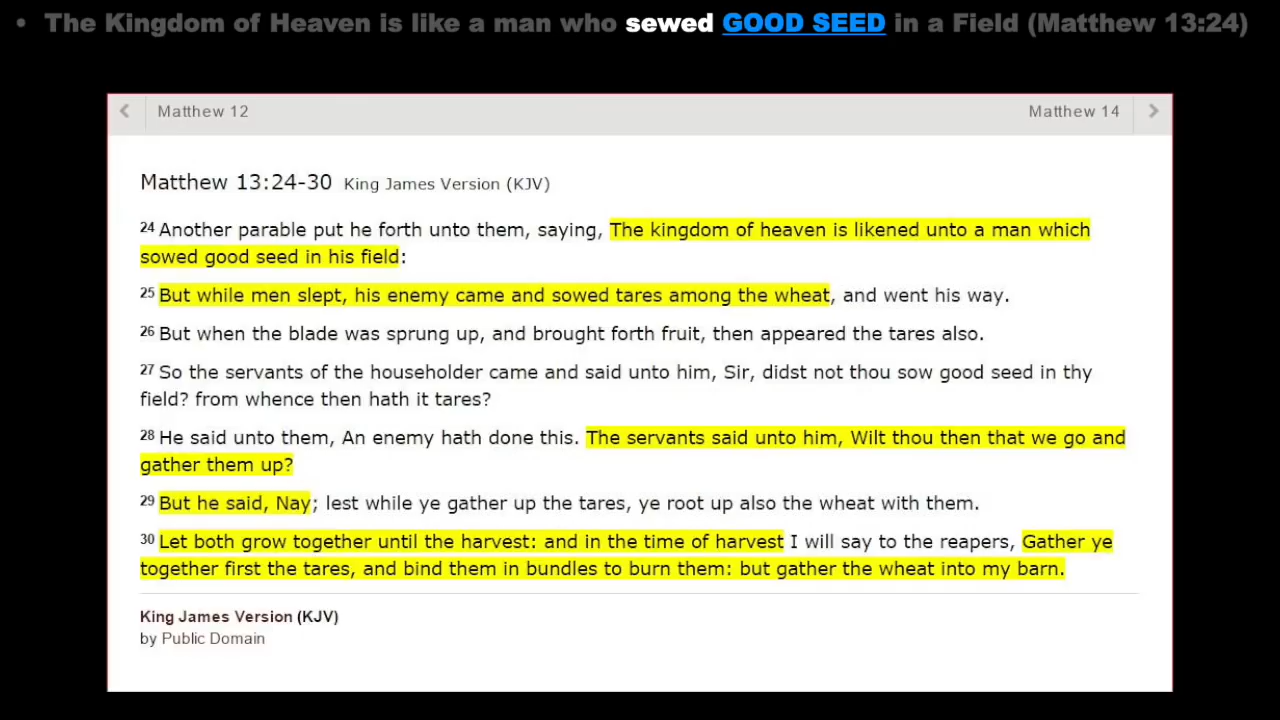 • The Kingdom of Heaven is like a man who sewed GOOD SEED in a Field (Matthew 13:24)
Matthew 12
Matthew 14
Matthew 13:24-30 King James Version (KJV)
24 Another parable put he forth unto them, saying, The kingdom of heaven is likened unto a man which
sowed good seed in his field:
25 But while men slept, his enemy came and sowed tares among the wheat, and went his way.
26 But when the blade was sprung up, and brought forth fruit, then appeared the tares also.
27 So the servants of the householder came and said unto him, Sir, didst not thou sow good seed in thy
field? from whence then hath it tares?
28 He said unto them, An enemy hath done this. The servants said unto him, Wilt thou then that we go and
gather them up?
29 But he said, Nay; lest while ye gather up the tares, ye root up also the wheat with them.
30 Let both grow together until the harvest: and in the time of harvest I will say to the reapers, Gather ye
together first the tares, and bind them in bundles to burn them: but gather the wheat into my barn.
King James Version (KJV)
by Public Domain